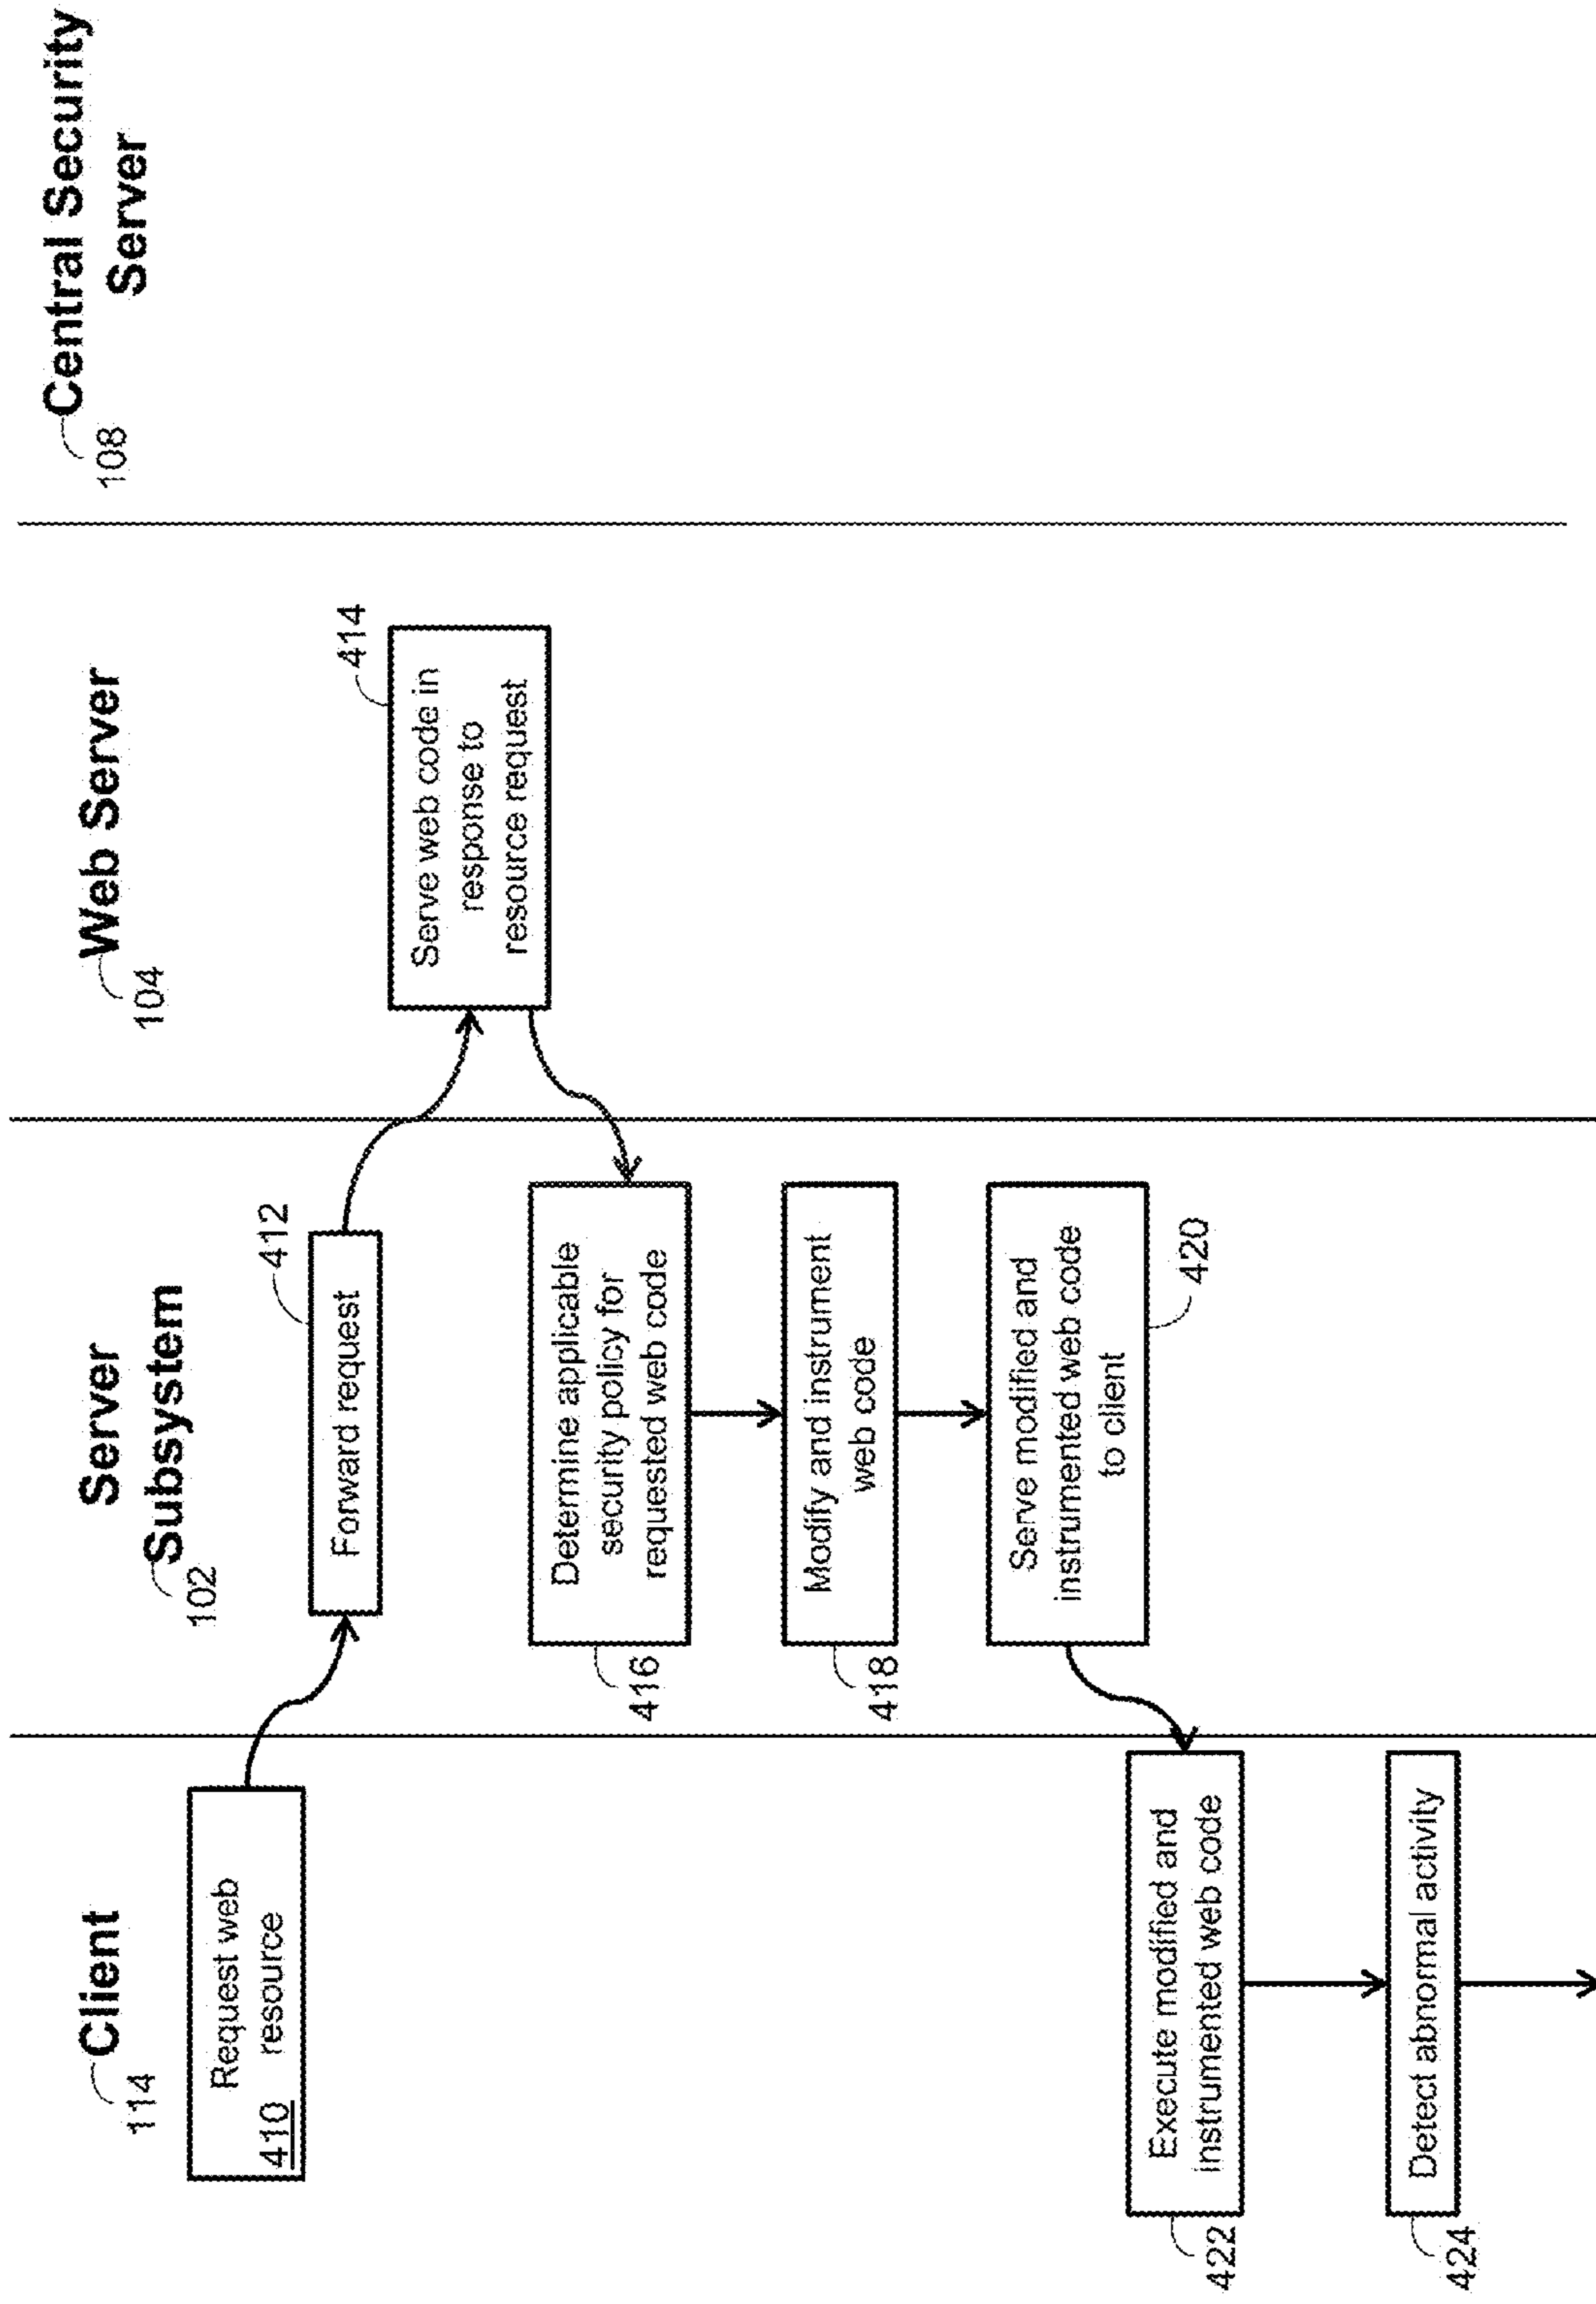 Client
114
Server
Subsystem
102
Web Server
104
Central Security
Server
108
Request web
410 resource
Forward request
412
Serve web code in
response to
resource request
414
Determine applicable
security policy for
requested web code
416
Modify and instrument
web code
418
Serve modified and
instrumented web code
to client
420
Execute modified and
instrumented web code
422
Detect abnormal activity
424